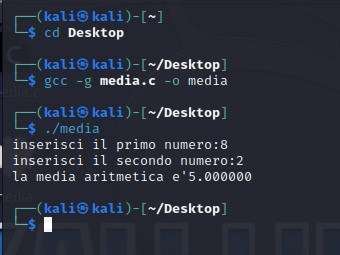 ┌──(kali㉿kali)-[~]
└─$ cd Desktop
┌──(kali㉿kali)-[~/Desktop]
└─$ gcc -g media.c -o media
┌──(kali㉿kali)-[~/Desktop]
└─$ ./media
inserisci il primo numero:8
inserisci il secondo numero:2
la media aritmetica e'5.000000
┌──(kali㉿kali)-[~/Desktop]
└─$